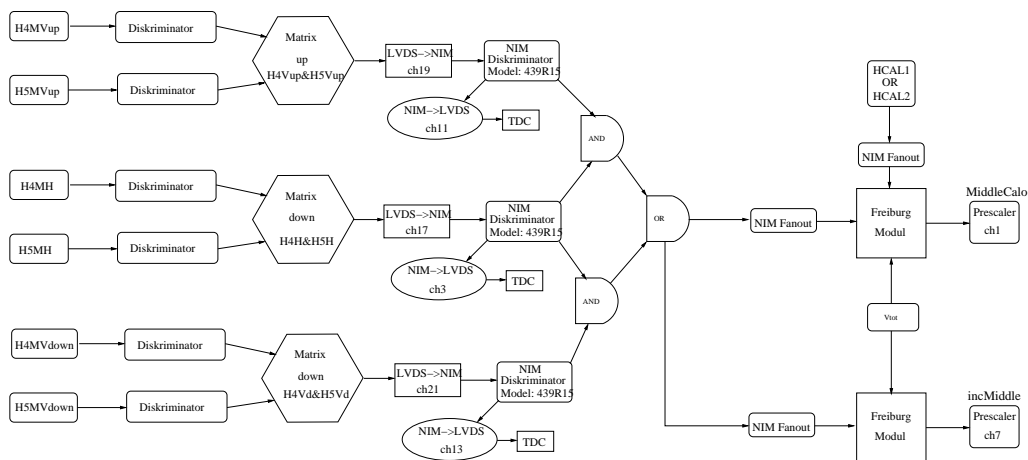 H4MVup
Diskriminator
H5MVup
Diskriminator
Matrix
up
H4Vup&H5Vup
LVDS->NIM
ch19
NIM
Diskriminator
Model: 439R15
NIM->LVDS
ch11
TDC
AND
H4MH
Diskriminator
H5MH
Diskriminator
Matrix
down
H4H&H5H
LVDS->NIM
ch17
NIM
Diskriminator
Model: 439R15
NIM->LVDS
ch3
TDC
AND
OR
H4MVdown
Diskriminator
H5MVdown
Diskriminator
Matrix
down
H4Vd&H5Vd
LVDS->NIM
ch21
NIM
Diskriminator
Model: 439R15
NIM->LVDS
ch13
TDC
HCAL1
OR
HCAL2
NIM Fanout
NIM Fanout
Freiburg
Modul
MiddleCalo
Prescaler
ch1
Vtot
NIM Fanout
Freiburg
Modul
incMiddle
Prescaler
ch7